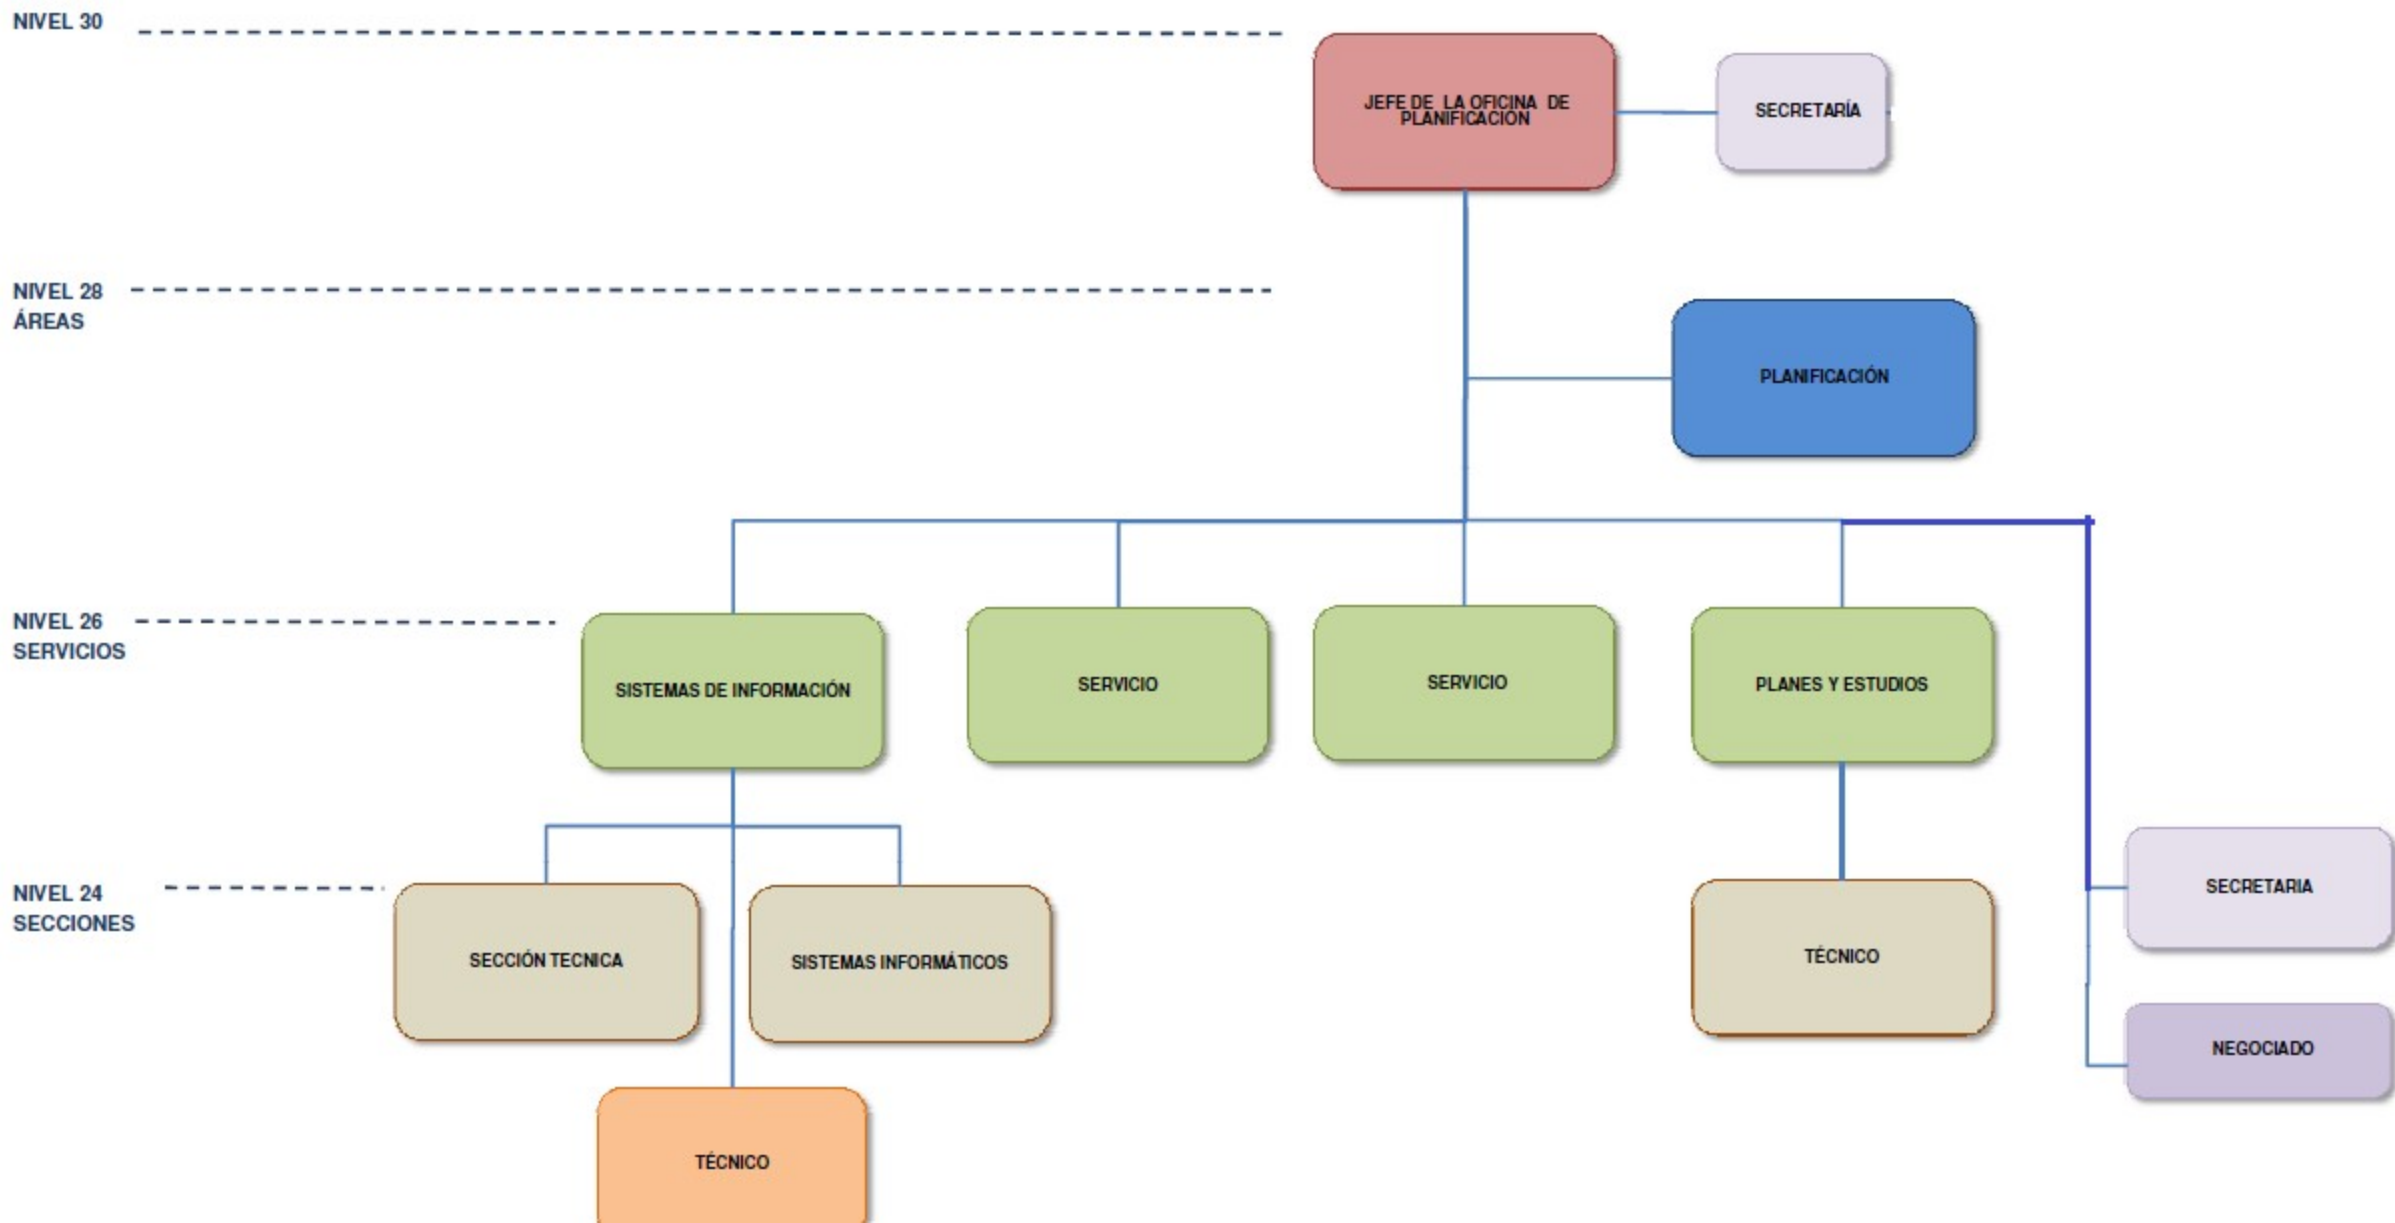 NIVEL 30
JEFE DE LA OFICINA DE
PLANIFICACIÓN
SECRETARÍA
NIVEL 28
ÁREAS
PLANIFICACIÓN
NIVEL 26
SERVICIOS
SISTEMAS DE INFORMACIÓN
SERVICIO
SERVICIO
PLANES Y ESTUDIOS
NIVEL 24
SECCIONES
SECCIÓN TECNICA
SISTEMAS INFORMÁTICOS
TÉCNICO
SECRETARIA
NEGOCIADO
TÉCNICO